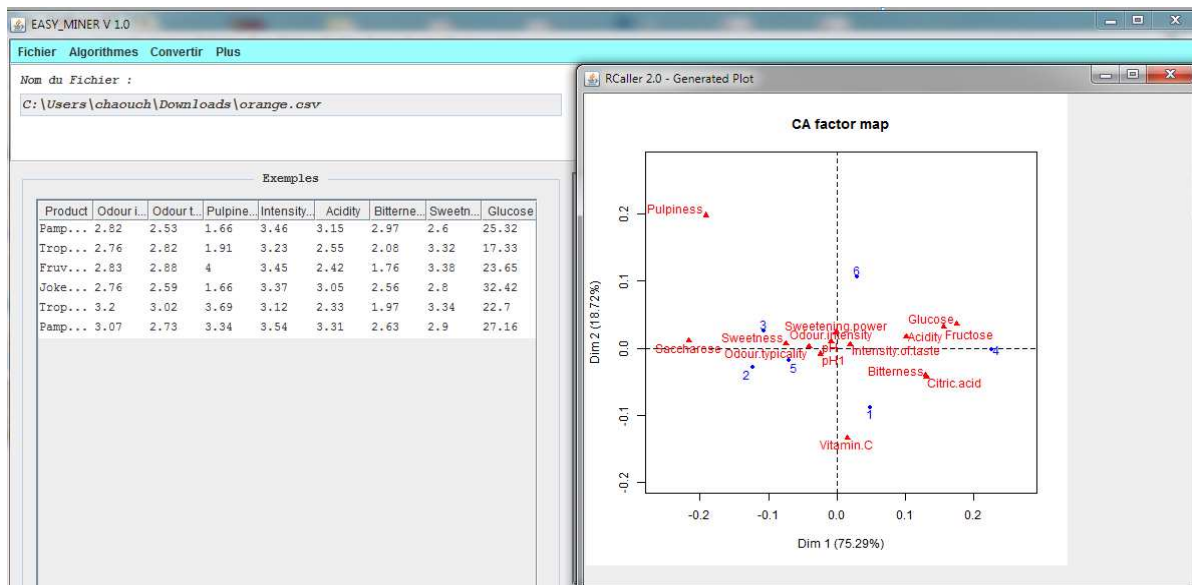 EASY_MINER V 1.0
Fichier Algorithmes Convertir Plus
Nom du Fichier :
C:\Users\chaouch\Downloads\orange.csv
Exemples
Product Odour i... Odour t... Pulpine... Intensity... Acidity Bitterne... Sweetn... Glucose
Pamp... 2.82 2.53 1.66 3.46 3.15 2.97 2.6 25.32
Trop... 2.76 2.82 1.91 3.23 2.55 2.08 3.32 17.33
Fruv... 2.83 2.88 4 3.45 2.42 1.76 3.38 23.65
Joke... 2.76 2.59 1.66 3.37 3.05 2.56 2.8 32.42
Trop... 3.2 3.02 3.69 3.12 2.33 1.97 3.34 22.7
Pamp... 3.07 2.73 3.34 3.54 3.31 2.63 2.9 27.16
RCaller 2.0 - Generated Plot
CA factor map
Dim 2 (18.72%)
0.2
0.1
0.0
-0.1
-0.2
Pulpiness
6
Glucose
3
Sweetening.power
Sweetness
Odour.intensity
Acidity
Fructose
Saccharose
pH
Intensity.of.taste
4
Odour.typicality
pH1
5
2
Bitterness
Citric.acid
1
Vitamin.C
-0.2 -0.1 0.0 0.1 0.2
Dim 1 (75.29%)